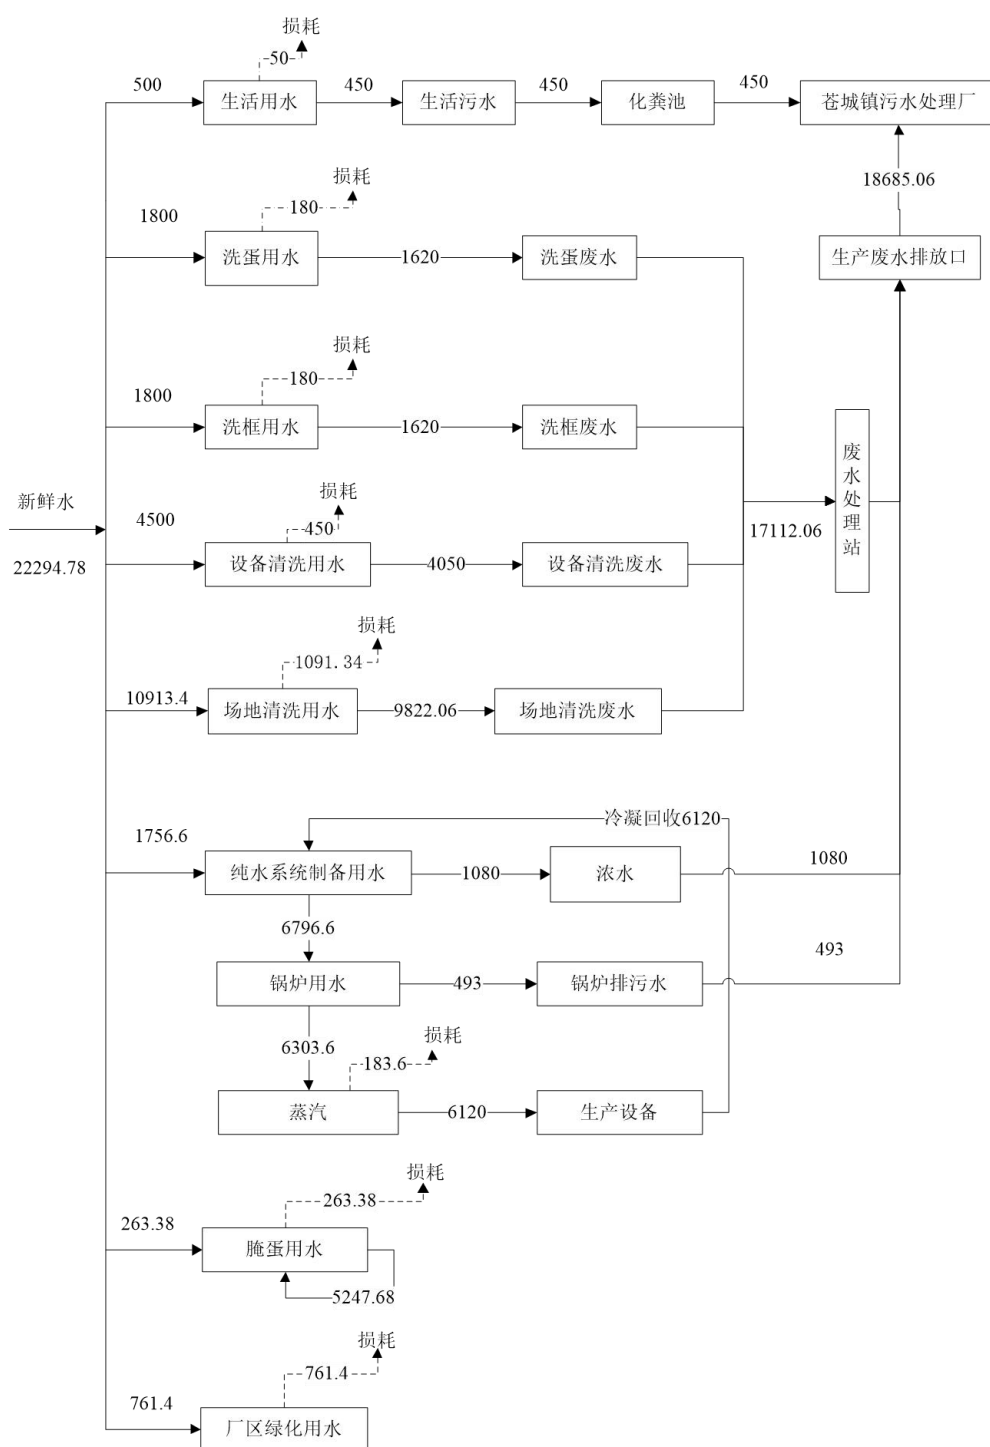 损耗
50
500
生活用水
450
生活污水
450
化粪池
450
苍城镇污水处理厂
18685.06
损耗
180
1800
洗蛋用水
1620
洗蛋废水
生产废水排放口
损耗
180
1800
洗框用水
1620
洗框废水
废水处理站
新鲜水
22294.78
损耗
450
4500
设备清洗用水
4050
设备清洗废水
17112.06
损耗
1091.34
10913.4
场地清洗用水
9822.06
场地清洗废水
冷凝回收6120
1756.6
纯水系统制备用水
1080
浓水
1080
6796.6
锅炉用水
493
锅炉排污水
493
6303.6
损耗
183.6
蒸汽
6120
生产设备
损耗
263.38
263.38
腌蛋用水
5247.68
损耗
761.4
761.4
厂区绿化用水